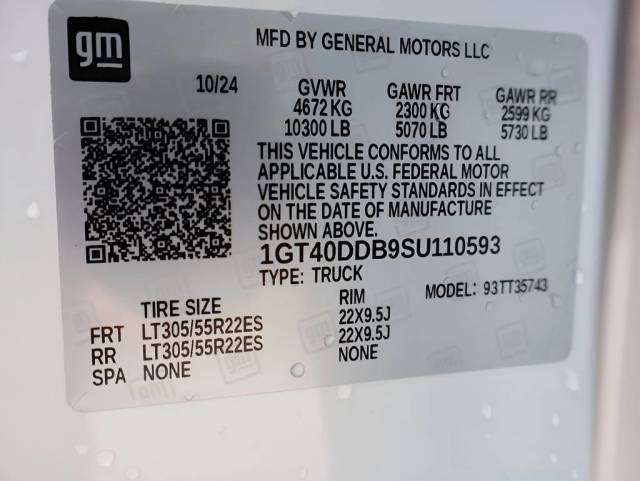 gm
MFD BY GENERAL MOTORS LLC
10/24 GVWR GAWR FRT GAWR RR
4672 KG 2300 KG 2599 KG
10300 LB 5070 LB 5730 LB
THIS VEHICLE CONFORMS TO ALL
APPLICABLE U.S. FEDERAL MOTOR
VEHICLE SAFETY STANDARDS IN EFFECT
ON THE DATE OF MANUFACTURE
SHOWN ABOVE.
1GT40DDB9SU110593
TYPE: TRUCK
MODEL: 93TT35743
TIRE SIZE RIM
FRT LT305/55R22ES 22X9.5J
RR LT305/55R22ES 22X9.5J
SPA NONE NONE